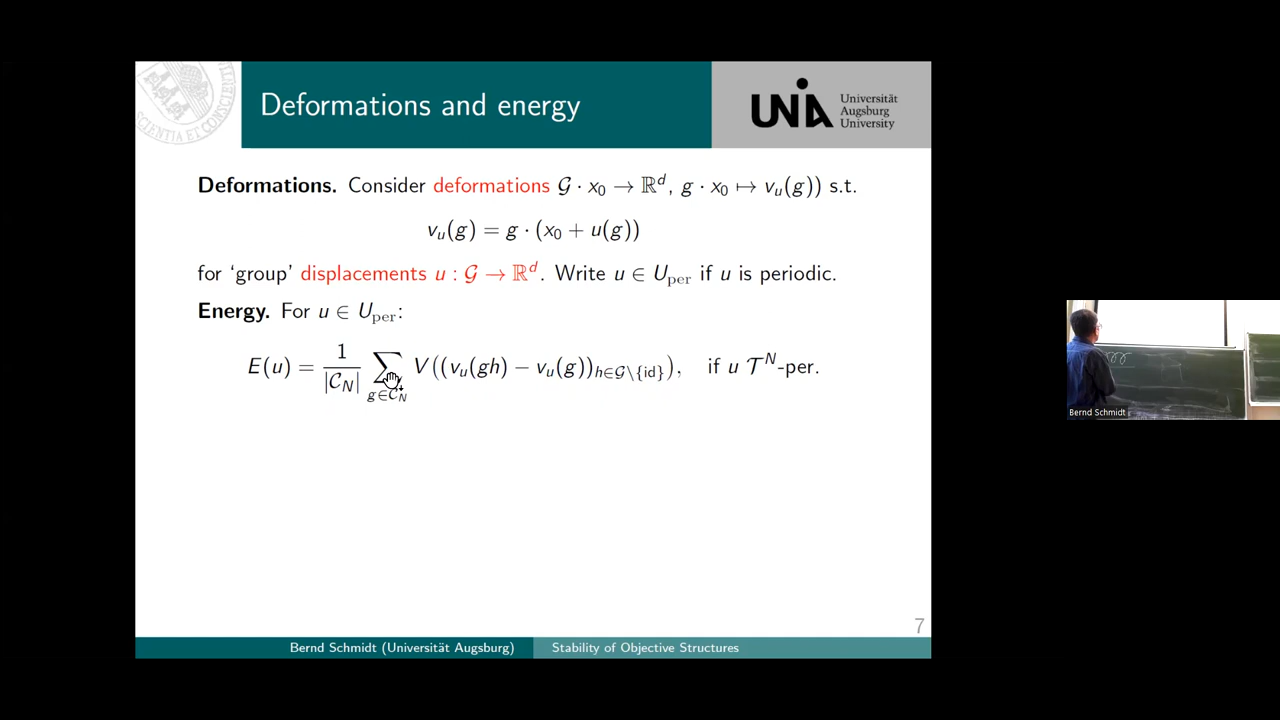 Deformations and energy
UNIA Universität
Augsburg
University
Deformations. Consider deformations 𝒢 · x₀ → ℝᵈ, g · x₀ ↦ vᵤ(g)) s.t.
vᵤ(g) = g · (x₀ + u(g))
for ‘group’ displacements u : 𝒢 → ℝᵈ. Write u ∈ U_per if u is periodic.
Energy. For u ∈ U_per:
E(u) = 1/|𝒞_N| ∑_{g∈𝒞_N} V((vᵤ(gh) − vᵤ(g))_{h∈𝒢\{id}}), if u 𝒯ᴺ-per.
7
Bernd Schmidt (Universität Augsburg) Stability of Objective Structures
Bernd Schmidt